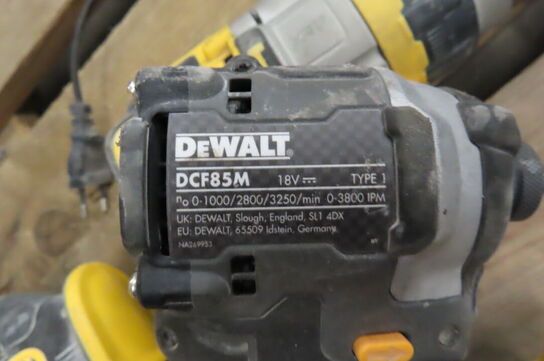 DEWALT
DCF85M 18V TYPE 1
n₀ 0-1000/2800/3250/min 0-3800 IPM
UK: DEWALT, Slough, England, SL1 4DX
EU: DEWALT, 65509 Idstein, Germany
NA269953